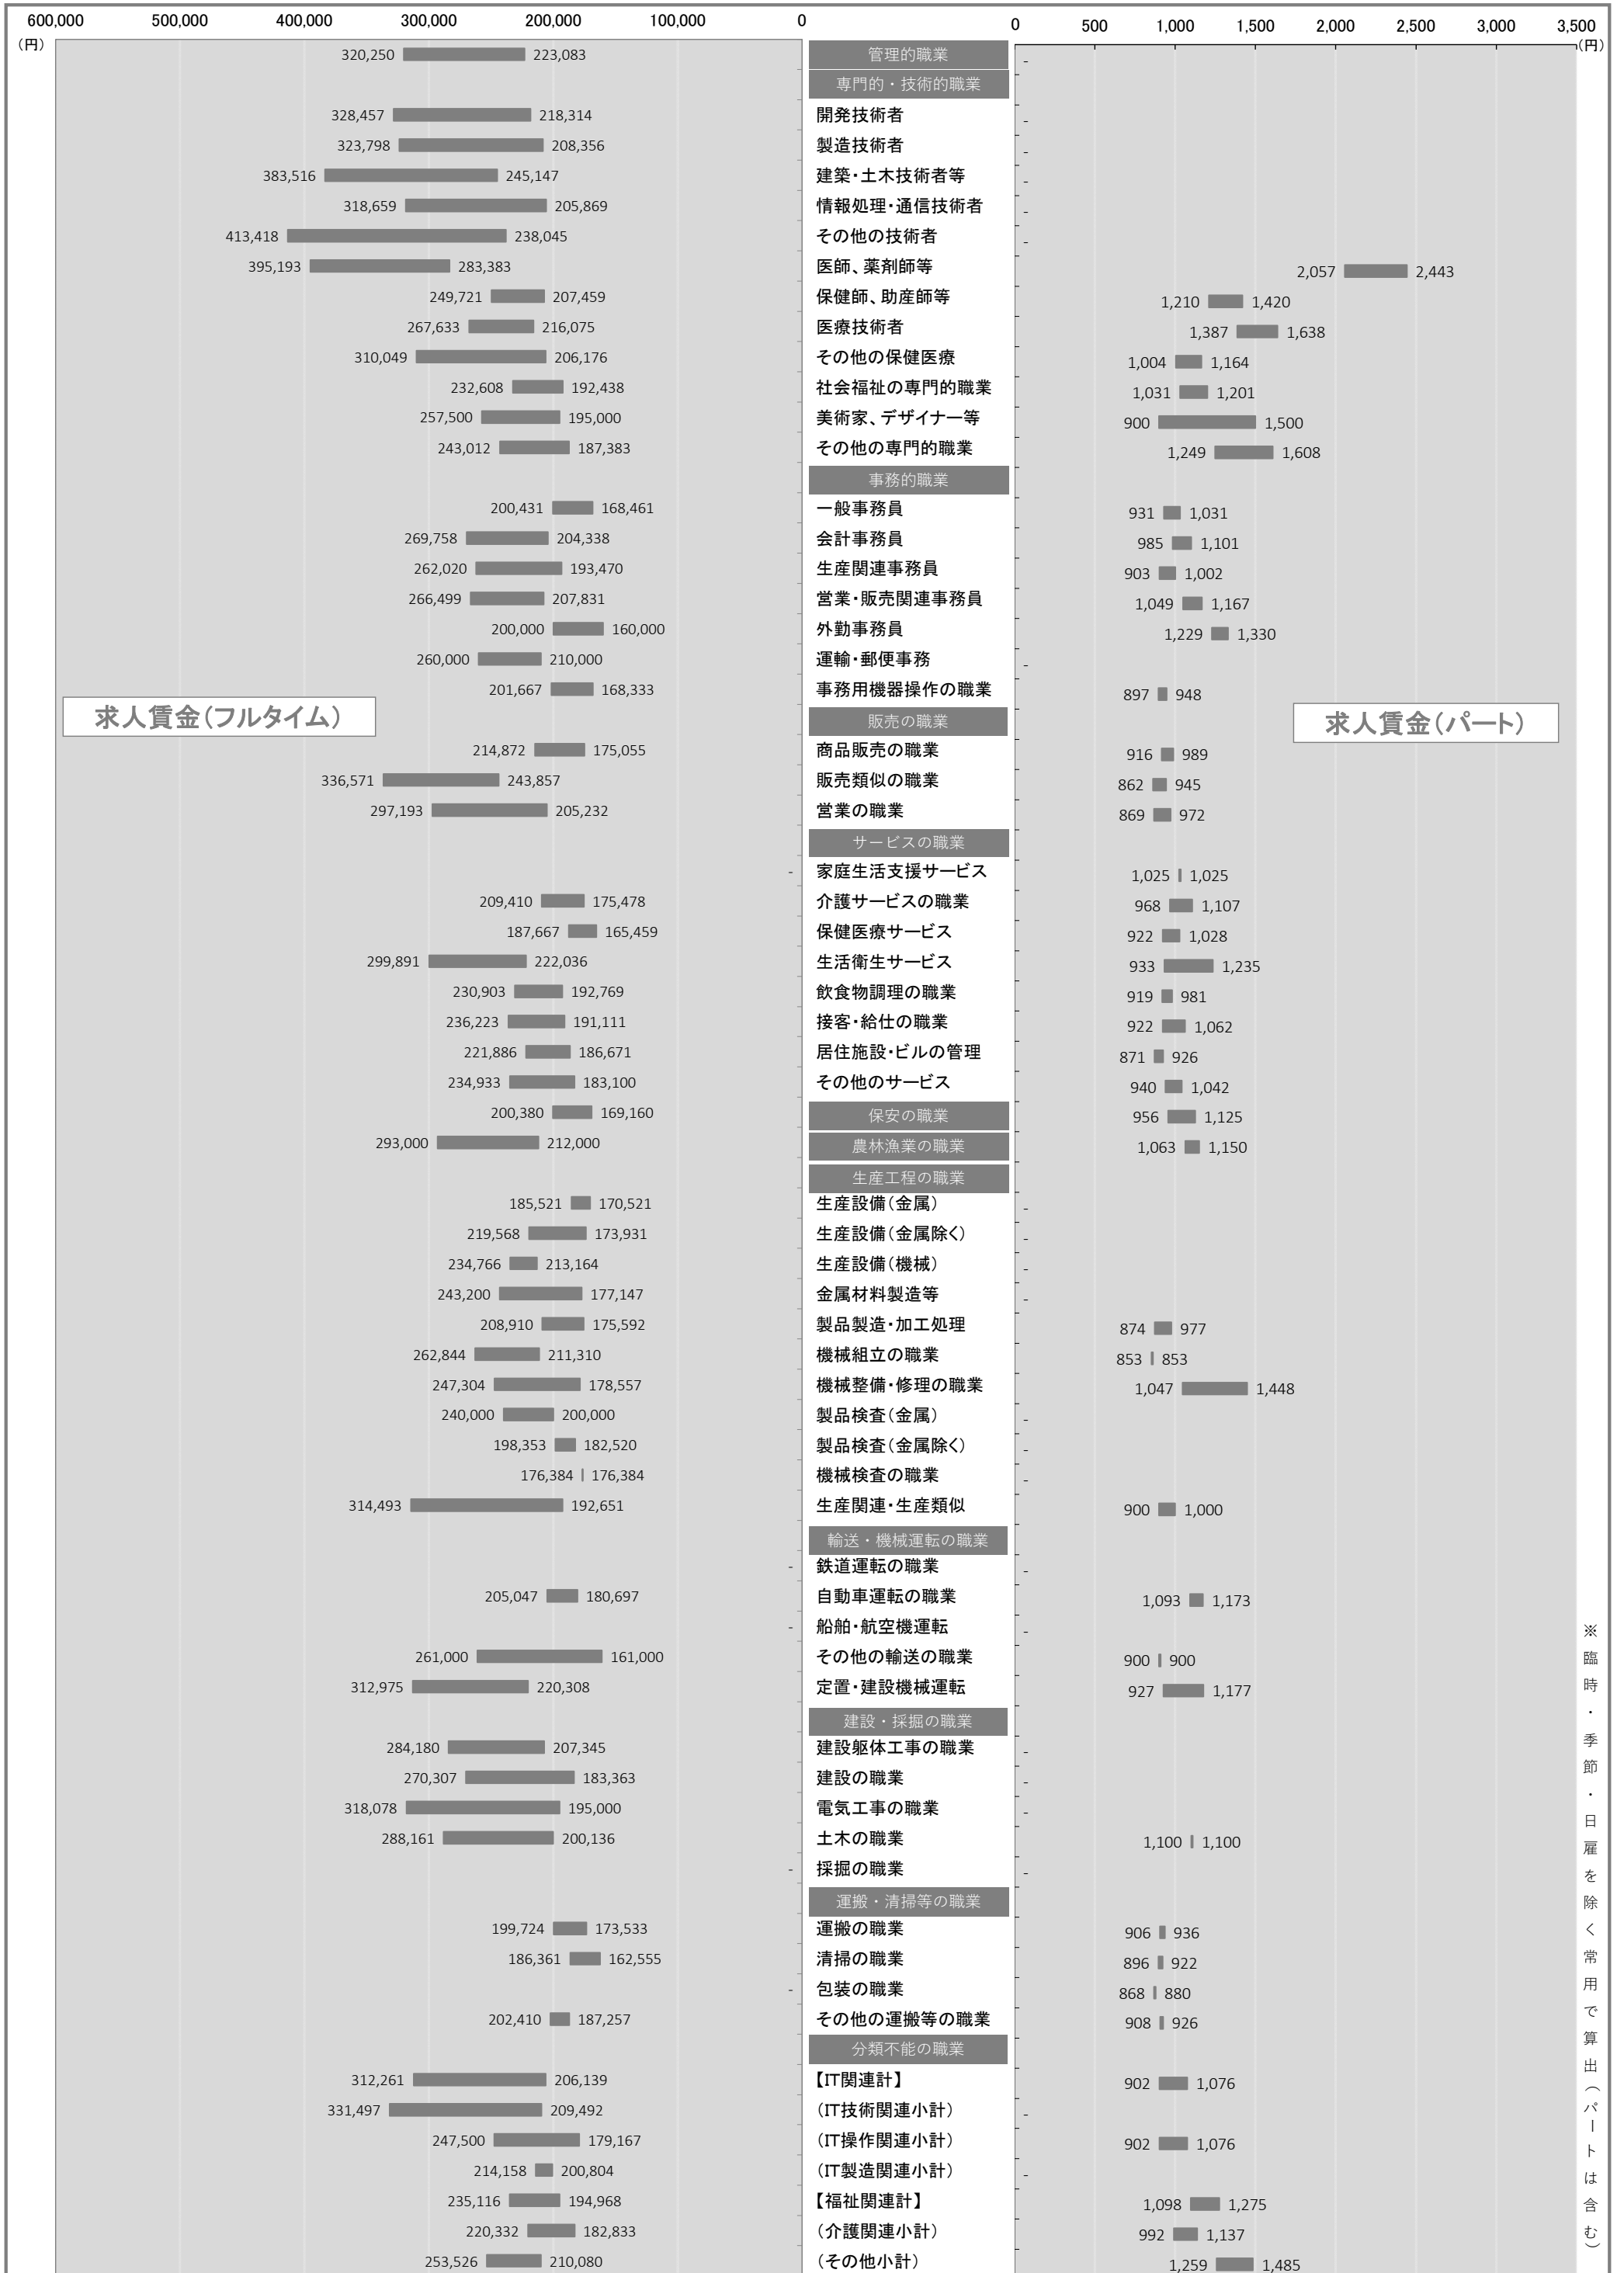 600,000 500,000 400,000 300,000 200,000 100,000 0 0 500 1,000 1,500 2,000 2,500 3,000 3,500
（円） （円）
320,250 223,083 管理的職業 -
専門的・技術的職業
328,457 218,314 開発技術者 -
323,798 208,356 製造技術者 -
383,516 245,147 建築・土木技術者等 -
318,659 205,869 情報処理・通信技術者 -
413,418 238,045 その他の技術者 -
395,193 283,383 医師、薬剤師等 2,057 2,443
249,721 207,459 保健師、助産師等 1,210 1,420
267,633 216,075 医療技術者 1,387 1,638
310,049 206,176 その他の保健医療 1,004 1,164
232,608 192,438 社会福祉の専門的職業 1,031 1,201
257,500 195,000 美術家、デザイナー等 900 1,500
243,012 187,383 その他の専門的職業 1,249 1,608
事務的職業
200,431 168,461 一般事務員 931 1,031
269,758 204,338 会計事務員 985 1,101
262,020 193,470 生産関連事務員 903 1,002
266,499 207,831 営業・販売関連事務員 1,049 1,167
200,000 160,000 外勤事務員 1,229 1,330
260,000 210,000 運輸・郵便事務 -
201,667 168,333 事務用機器操作の職業 897 948
求人賃金（フルタイム） 販売の職業 求人賃金（パート）
214,872 175,055 商品販売の職業 916 989
336,571 243,857 販売類似の職業 862 945
297,193 205,232 営業の職業 869 972
サービスの職業
- 家庭生活支援サービス 1,025 1,025
209,410 175,478 介護サービスの職業 968 1,107
187,667 165,459 保健医療サービス 922 1,028
299,891 222,036 生活衛生サービス 933 1,235
230,903 192,769 飲食物調理の職業 919 981
236,223 191,111 接客・給仕の職業 922 1,062
221,886 186,671 居住施設・ビルの管理 871 926
234,933 183,100 その他のサービス 940 1,042
200,380 169,160 保安の職業 956 1,125
293,000 212,000 農林漁業の職業 1,063 1,150
生産工程の職業
185,521 170,521 生産設備（金属） -
219,568 173,931 生産設備（金属除く） -
234,766 213,164 生産設備（機械） -
243,200 177,147 金属材料製造等 -
208,910 175,592 製品製造・加工処理 874 977
262,844 211,310 機械組立の職業 853 853
247,304 178,557 機械整備・修理の職業 1,047 1,448
240,000 200,000 製品検査（金属） -
198,353 182,520 製品検査（金属除く） -
176,384 176,384 機械検査の職業 -
314,493 192,651 生産関連・生産類似 900 1,000
輸送・機械運転の職業
- 鉄道運転の職業 -
205,047 180,697 自動車運転の職業 1,093 1,173
- 船舶・航空機運転 -
261,000 161,000 その他の輸送の職業 900 900
312,975 220,308 定置・建設機械運転 927 1,177
建設・採掘の職業
284,180 207,345 建設躯体工事の職業 -
270,307 183,363 建設の職業 -
318,078 195,000 電気工事の職業 -
288,161 200,136 土木の職業 1,100 1,100
- 採掘の職業 -
運搬・清掃等の職業
199,724 173,533 運搬の職業 906 936
186,361 162,555 清掃の職業 896 922
- 包装の職業 868 880
202,410 187,257 その他の運搬等の職業 908 926
分類不能の職業
312,261 206,139 【IT関連計】 902 1,076
331,497 209,492 （IT技術関連小計） -
247,500 179,167 （IT操作関連小計） 902 1,076
214,158 200,804 （IT製造関連小計） -
235,116 194,968 【福祉関連計】 1,098 1,275
220,332 182,833 （介護関連小計） 992 1,137
253,526 210,080 （その他小計） 1,259 1,485
※臨時・季節・日雇を除く常用で算出（パートは含む）